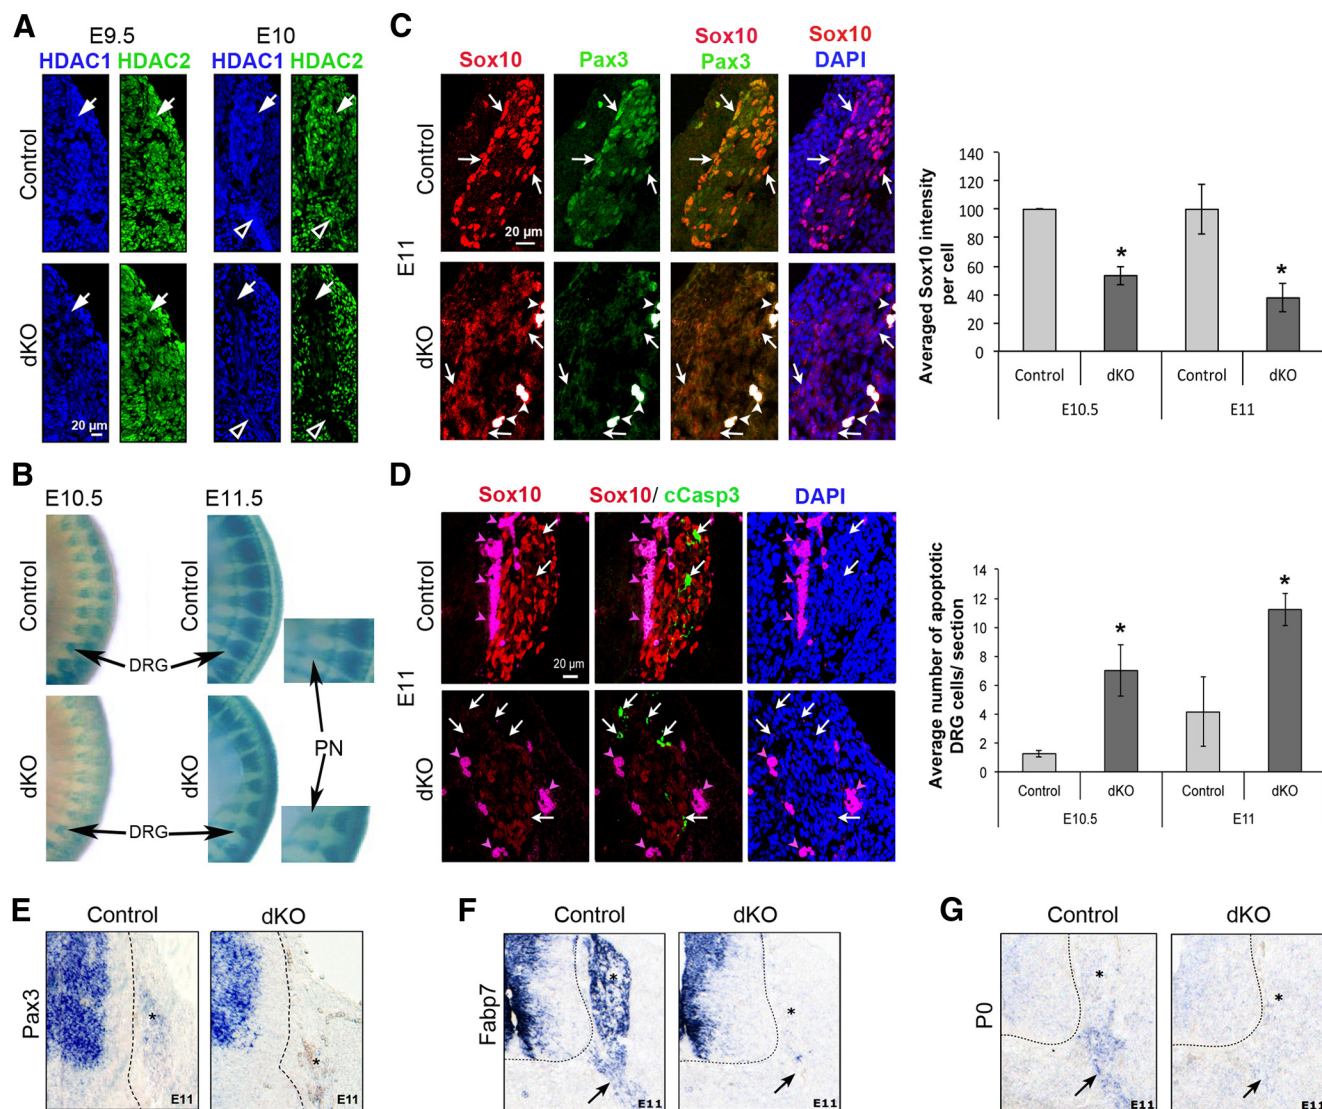 A
E9.5
E10
HDAC1 HDAC2
HDAC1 HDAC2
Control
dKO
20 µm
B
E10.5
E11.5
Control
Control
DRG
PN
dKO
dKO
DRG
C
Sox10
Pax3
Sox10
Pax3
Sox10
DAPI
E11
Control
20 µm
dKO
Averaged Sox10 intensity
per cell
140
120
100
80
60
40
20
0
*
*
Control
dKO
Control
dKO
E10.5
E11
D
Sox10
Sox10/ cCasp3
DAPI
E11
Control
20 µm
dKO
Average number of apoptotic
DRG cells/ section
14
12
10
8
6
4
2
0
*
*
Control
dKO
Control
dKO
E10.5
E11
E
Control
dKO
Pax3
*
E11
*
E11
F
Control
dKO
Fabp7
*
E11
*
E11
G
Control
dKO
P0
*
E11
*
E11